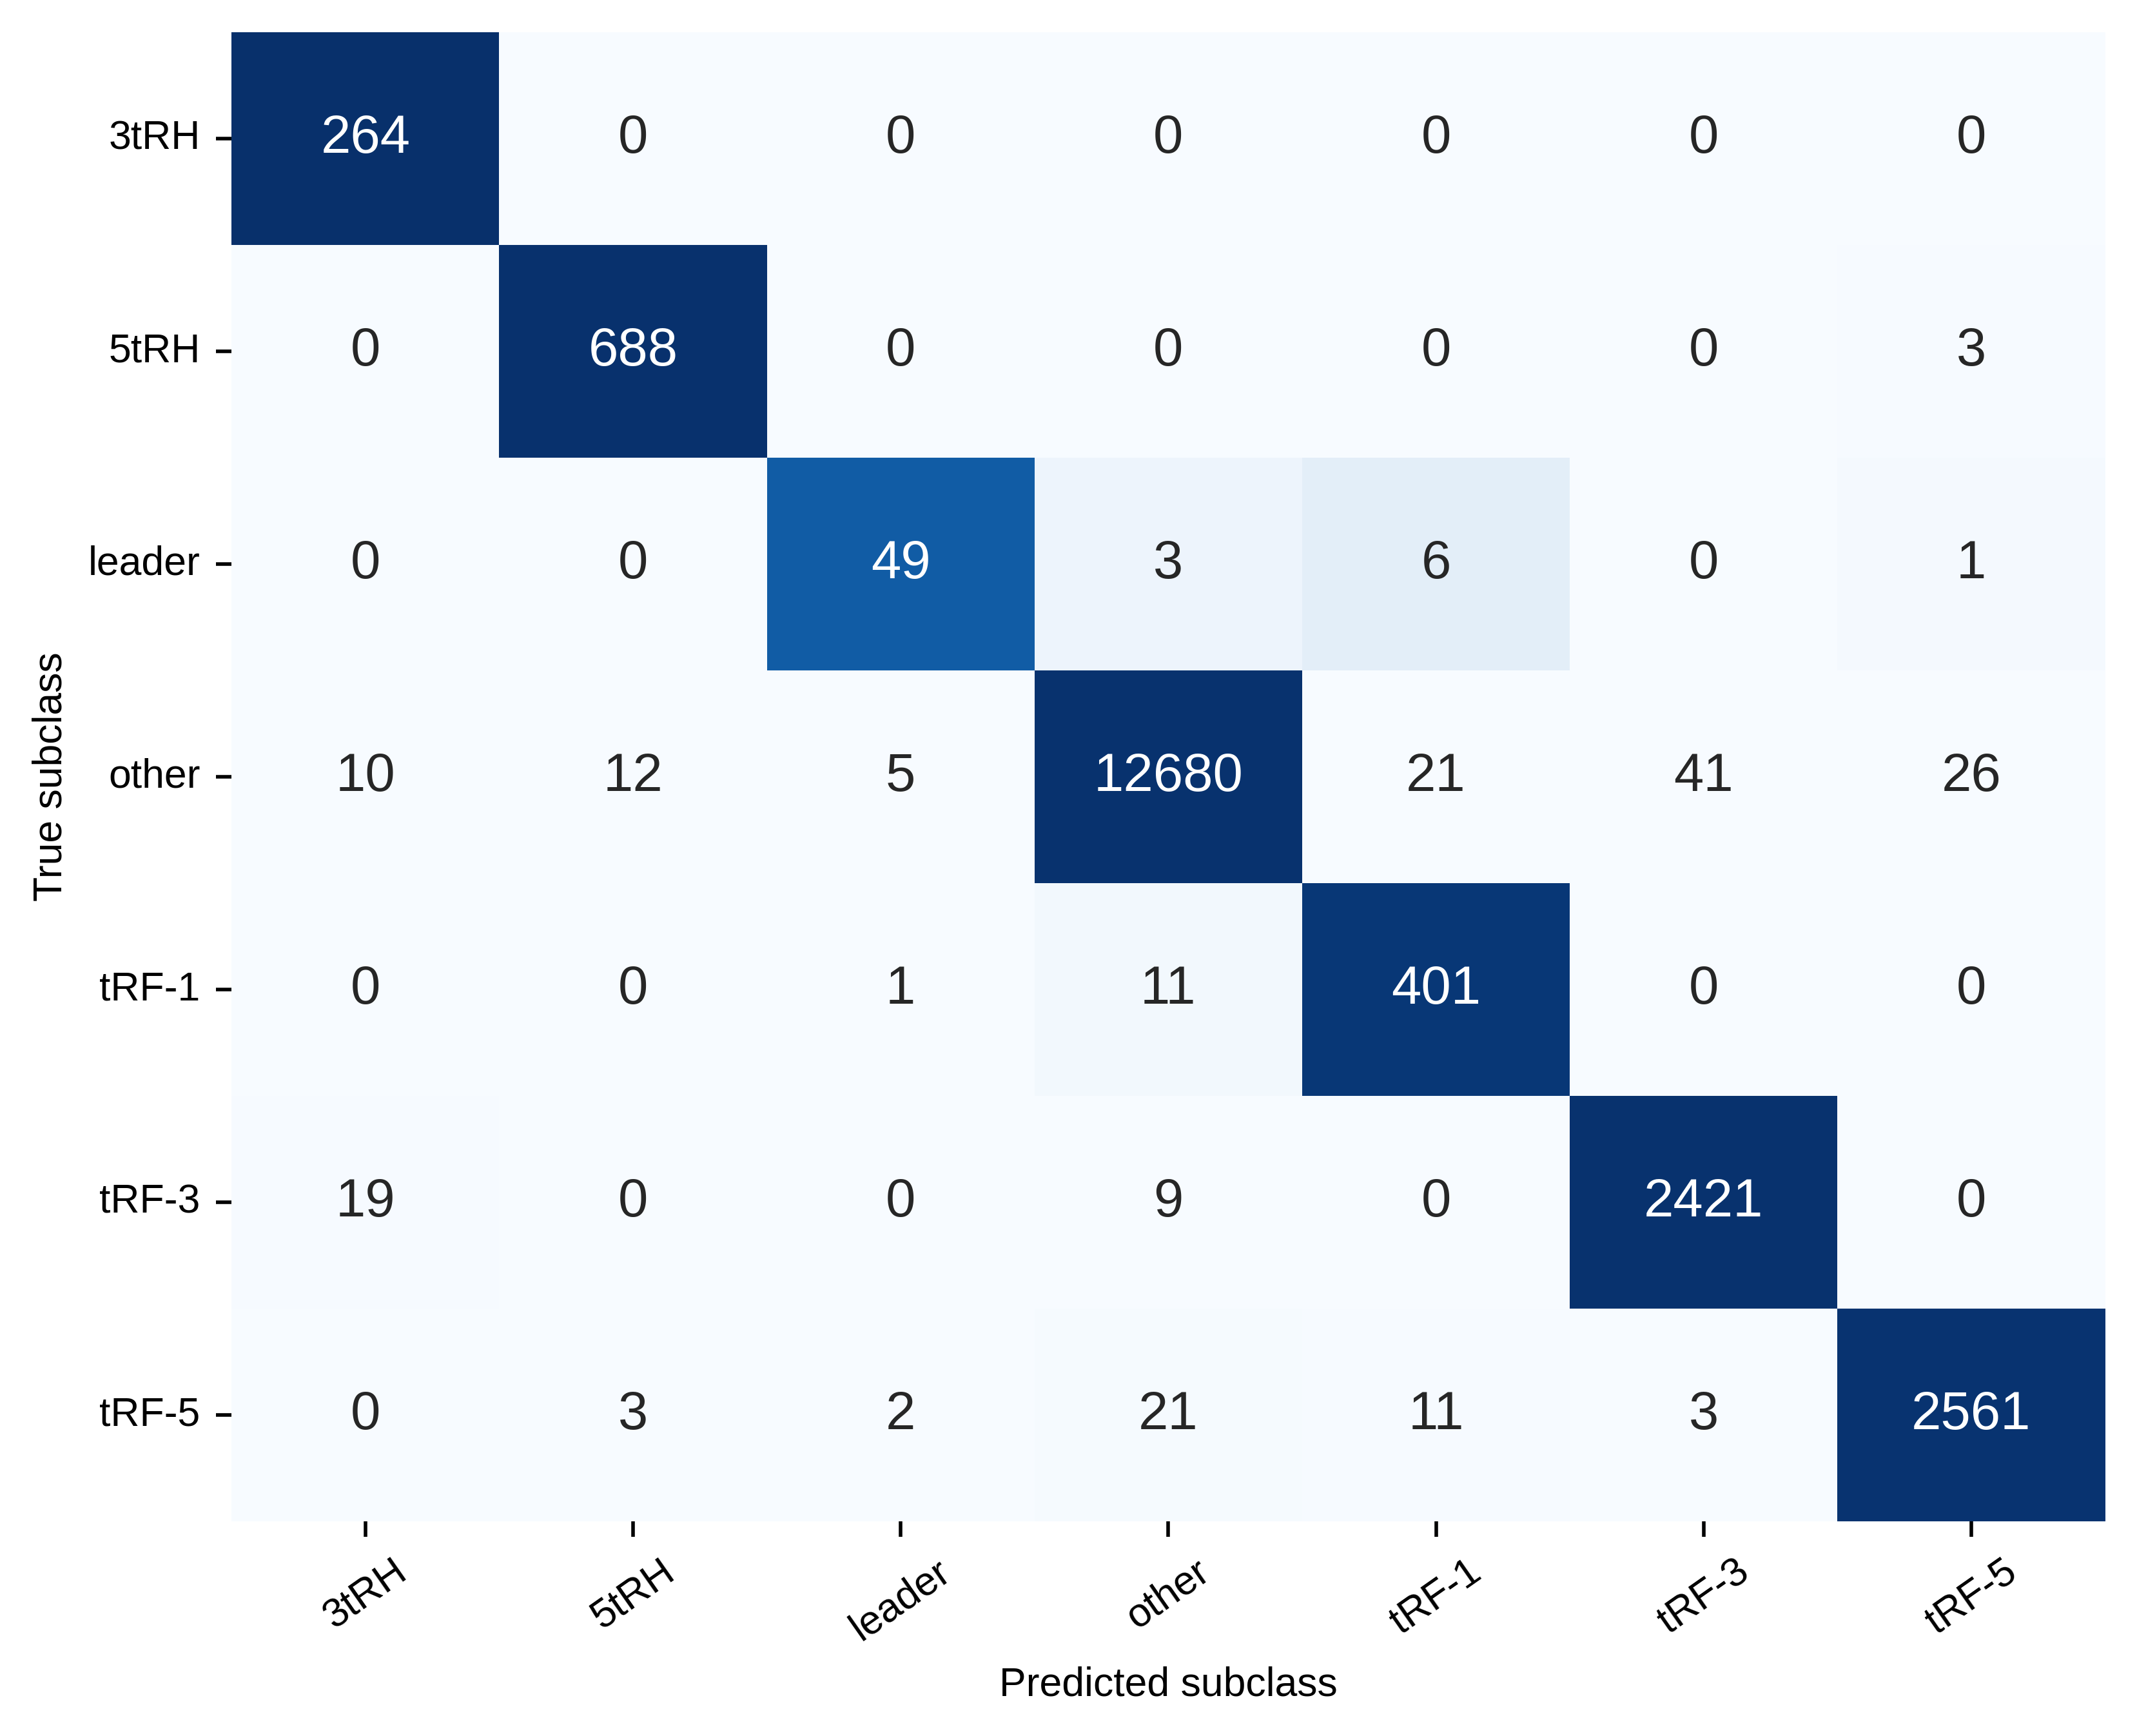 3tRH 264 0 0 0 0 0 0
5tRH 0 688 0 0 0 0 3
leader 0 0 49 3 6 0 1
other 10 12 5 12680 21 41 26
tRF-1 0 0 1 11 401 0 0
tRF-3 19 0 0 9 0 2421 0
tRF-5 0 3 2 21 11 3 2561
True subclass
3tRH 5tRH leader other tRF-1 tRF-3 tRF-5
Predicted subclass